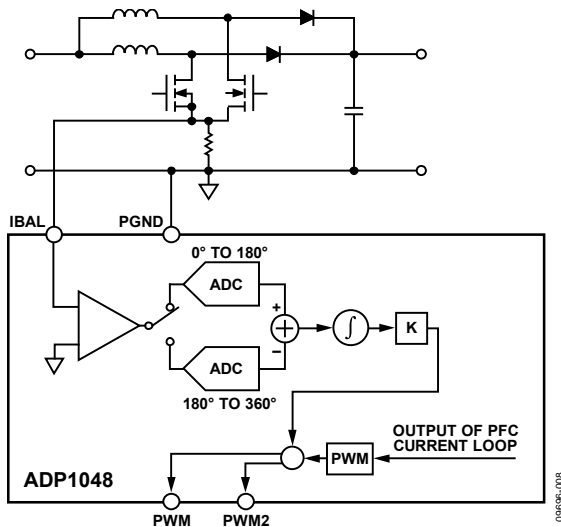 IBAL
PGND
0° TO 180°
ADC
+
∫
K
−
ADC
180° TO 360°
OUTPUT OF PFC
CURRENT LOOP
PWM
ADP1048
PWM
PWM2
09696-008